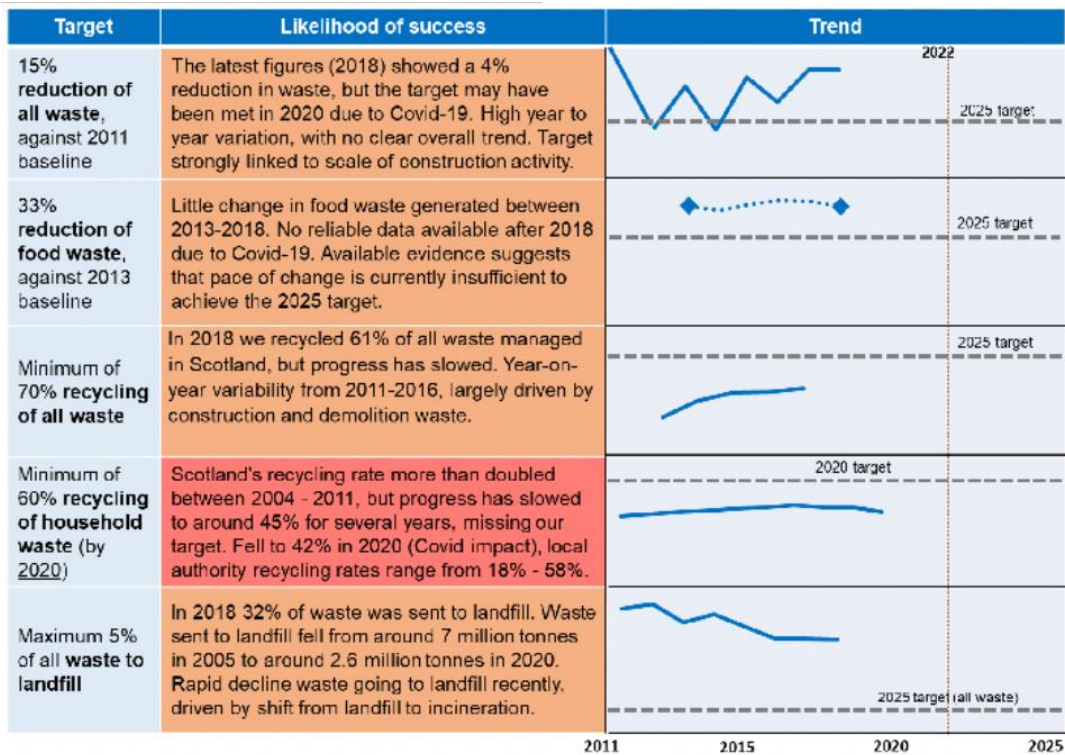 Target
Likelihood of success
Trend
15%
reduction of
all waste,
against 2011
baseline
The latest figures (2018) showed a 4%
reduction in waste, but the target may have
been met in 2020 due to Covid-19. High year to
year variation, with no clear overall trend. Target
strongly linked to scale of construction activity.
2022
2025 target
33%
reduction of
food waste,
against 2013
baseline
Little change in food waste generated between
2013-2018. No reliable data available after 2018
due to Covid-19. Available evidence suggests
that pace of change is currently insufficient to
achieve the 2025 target.
2025 target
Minimum of
70% recycling
of all waste
In 2018 we recycled 61% of all waste managed
in Scotland, but progress has slowed. Year-on-
year variability from 2011-2016, largely driven by
construction and demolition waste.
2025 target
Minimum of
60% recycling
of household
waste (by
2020)
Scotland's recycling rate more than doubled
between 2004 - 2011, but progress has slowed
to around 45% for several years, missing our
target. Fell to 42% in 2020 (Covid impact), local
authority recycling rates range from 18% - 58%.
2020 target
Maximum 5%
of all waste to
landfill
In 2018 32% of waste was sent to landfill. Waste
sent to landfill fell from around 7 million tonnes
in 2005 to around 2.6 million tonnes in 2020.
Rapid decline waste going to landfill recently,
driven by shift from landfill to incineration.
2025 target (all waste)
2011 2015 2020 2025